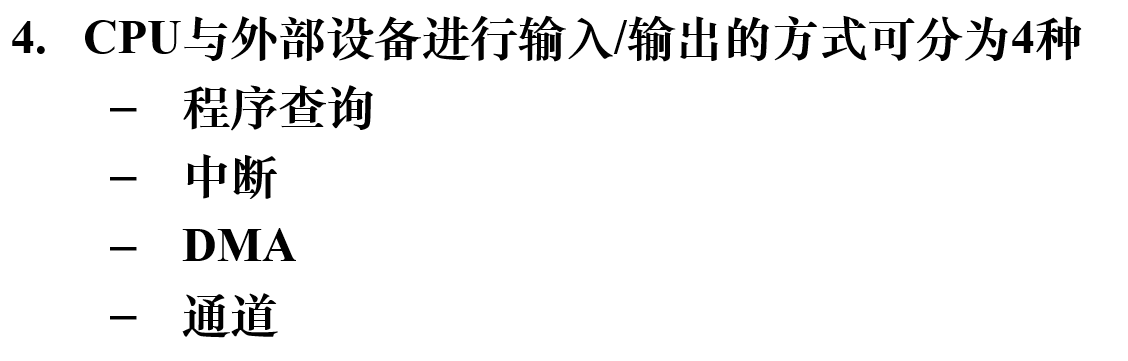 4. CPU与外部设备进行输入/输出的方式可分为4种
– 程序查询
– 中断
– DMA
– 通道